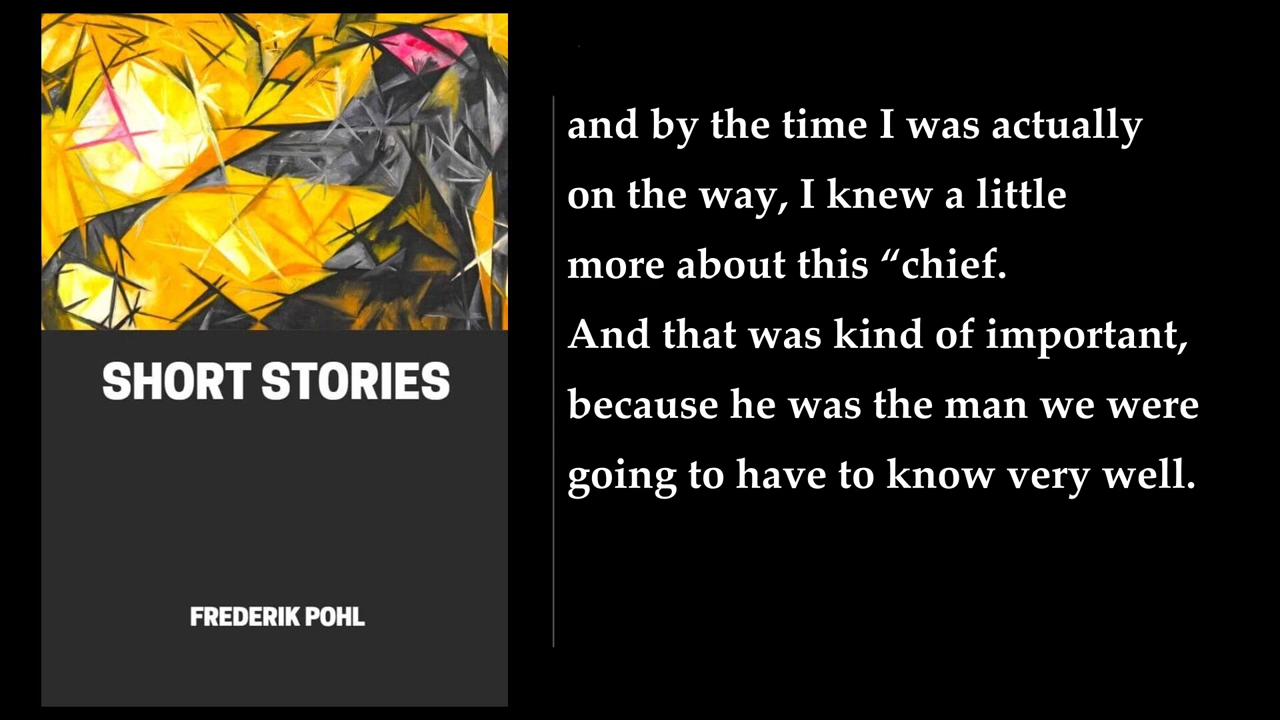 SHORT STORIES
FREDERIK POHL
and by the time I was actually
on the way, I knew a little
more about this “chief.
And that was kind of important,
because he was the man we were
going to have to know very well.